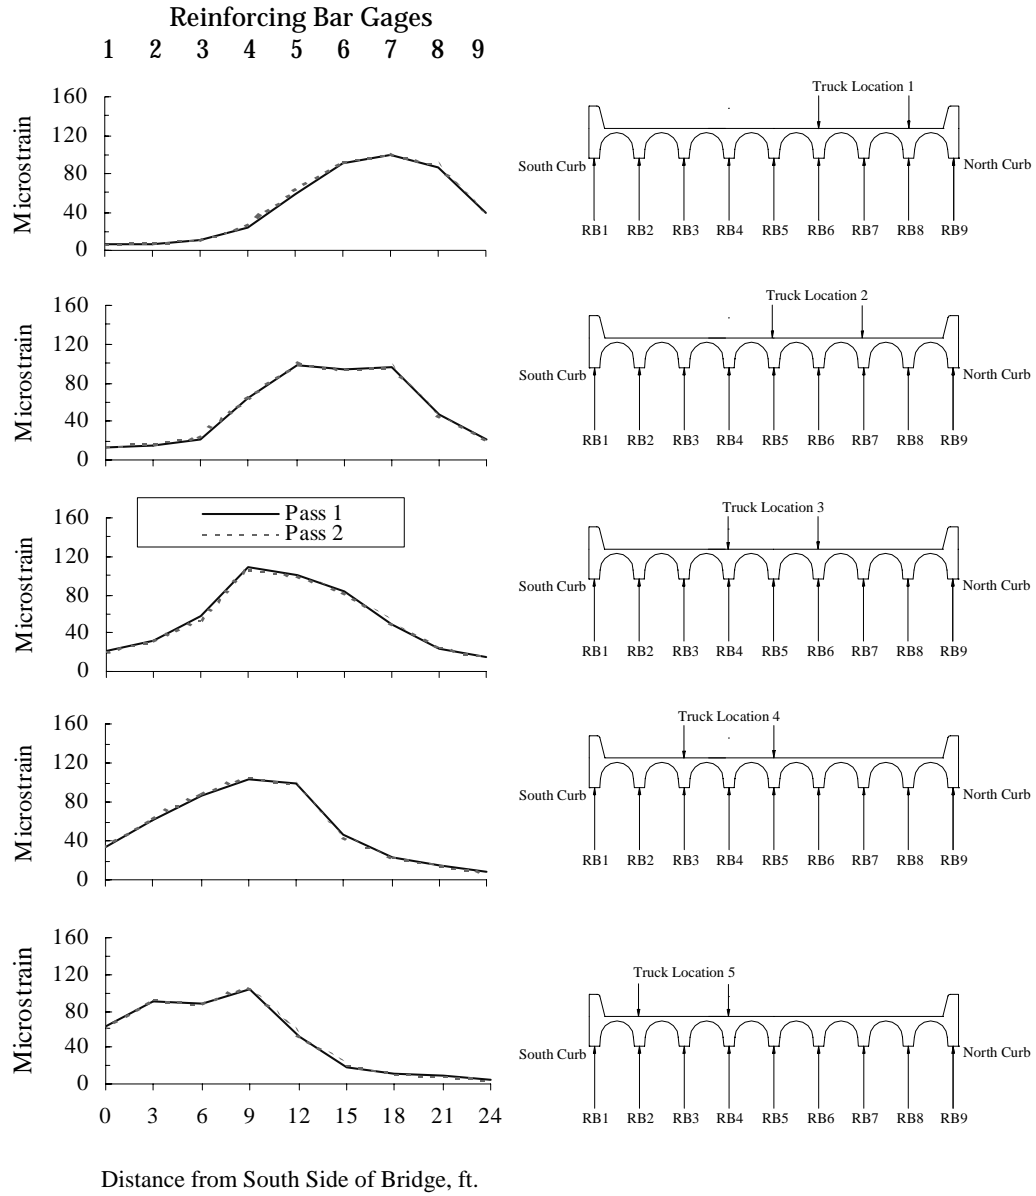 Reinforcing Bar Gages
1 2 3 4 5 6 7 8 9
Microstrain
160
120
80
40
0
Truck Location 1
South Curb
North Curb
RB1 RB2 RB3 RB4 RB5 RB6 RB7 RB8 RB9
Microstrain
160
120
80
40
0
Truck Location 2
South Curb
North Curb
RB1 RB2 RB3 RB4 RB5 RB6 RB7 RB8 RB9
Microstrain
160
120
80
40
0
Pass 1
Pass 2
Truck Location 3
South Curb
North Curb
RB1 RB2 RB3 RB4 RB5 RB6 RB7 RB8 RB9
Microstrain
160
120
80
40
0
Truck Location 4
South Curb
North Curb
RB1 RB2 RB3 RB4 RB5 RB6 RB7 RB8 RB9
Microstrain
160
120
80
40
0
0 3 6 9 12 15 18 21 24
Truck Location 5
South Curb
North Curb
RB1 RB2 RB3 RB4 RB5 RB6 RB7 RB8 RB9
Distance from South Side of Bridge, ft.